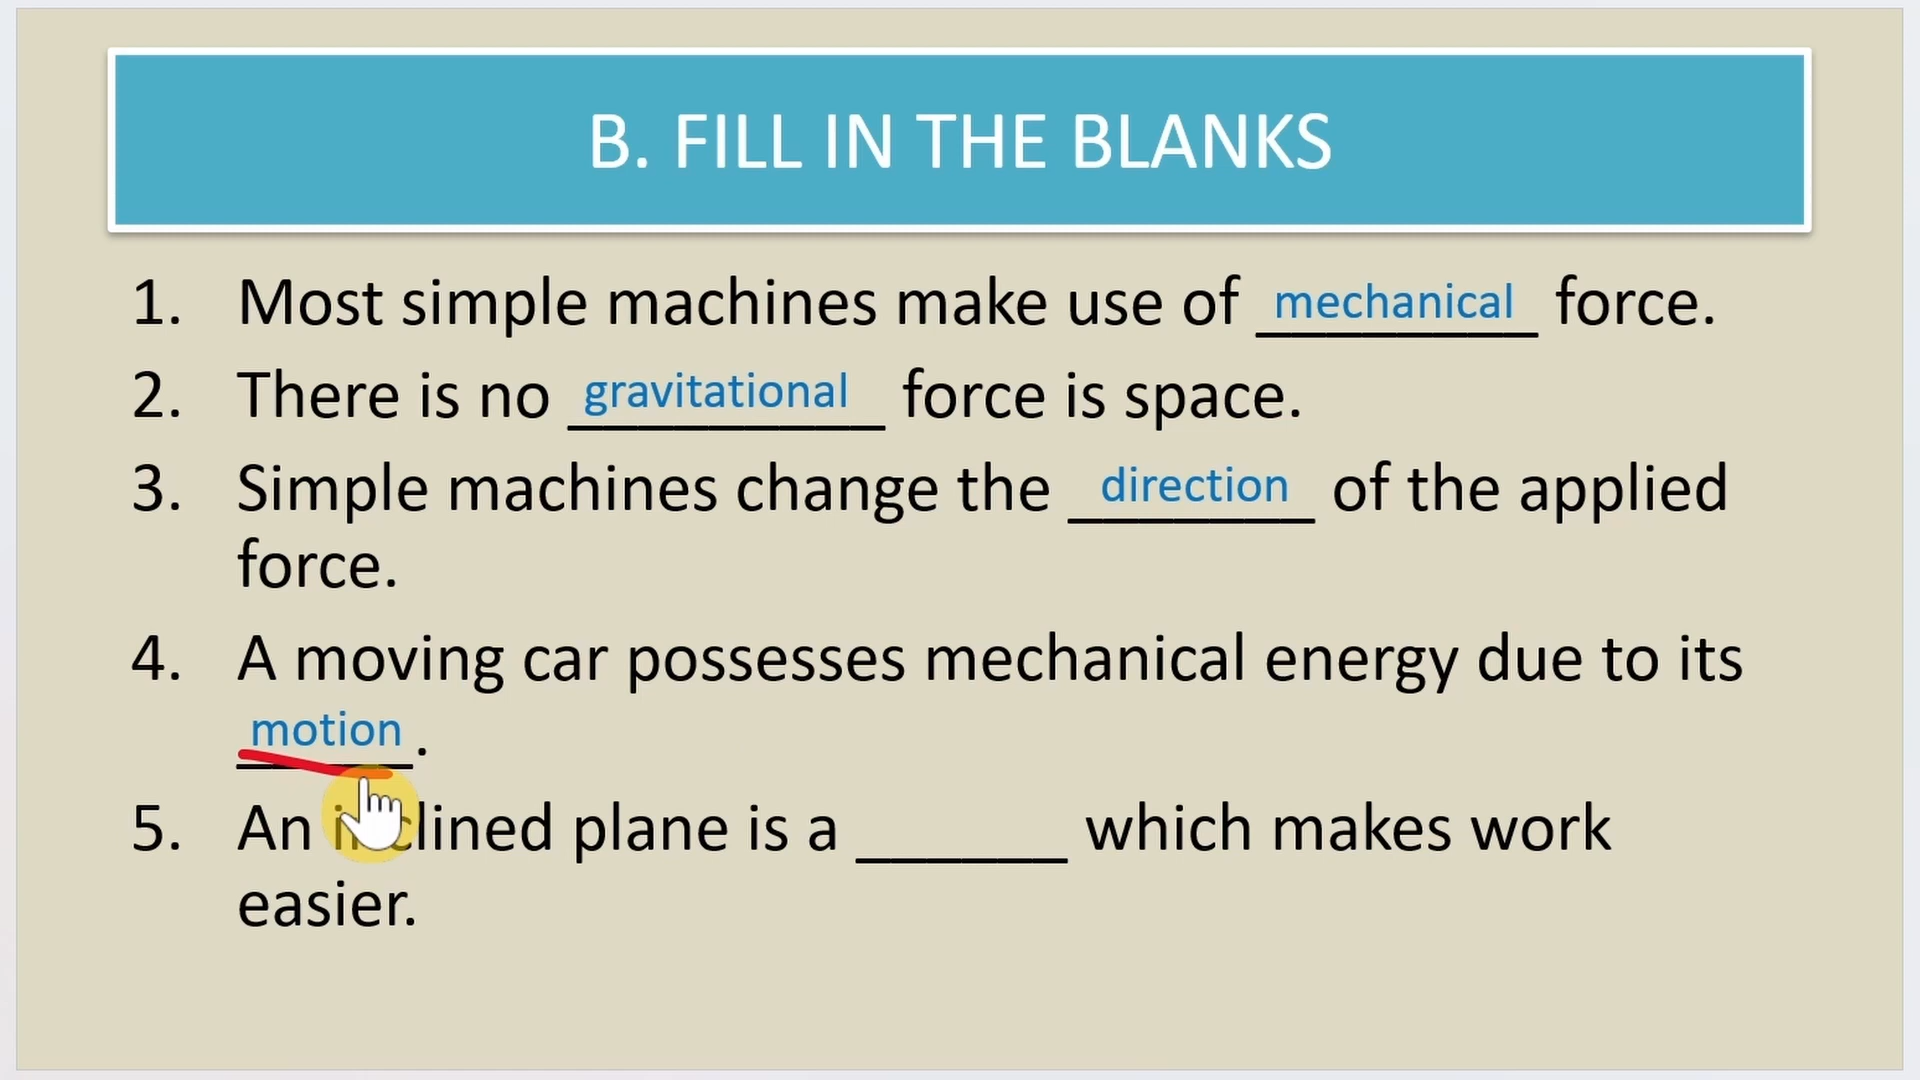 B. FILL IN THE BLANKS
1. Most simple machines make use of mechanical force.
2. There is no gravitational force is space.
3. Simple machines change the direction of the applied
force.
4. A moving car possesses mechanical energy due to its
motion.
5. An inclined plane is a ______ which makes work
easier.